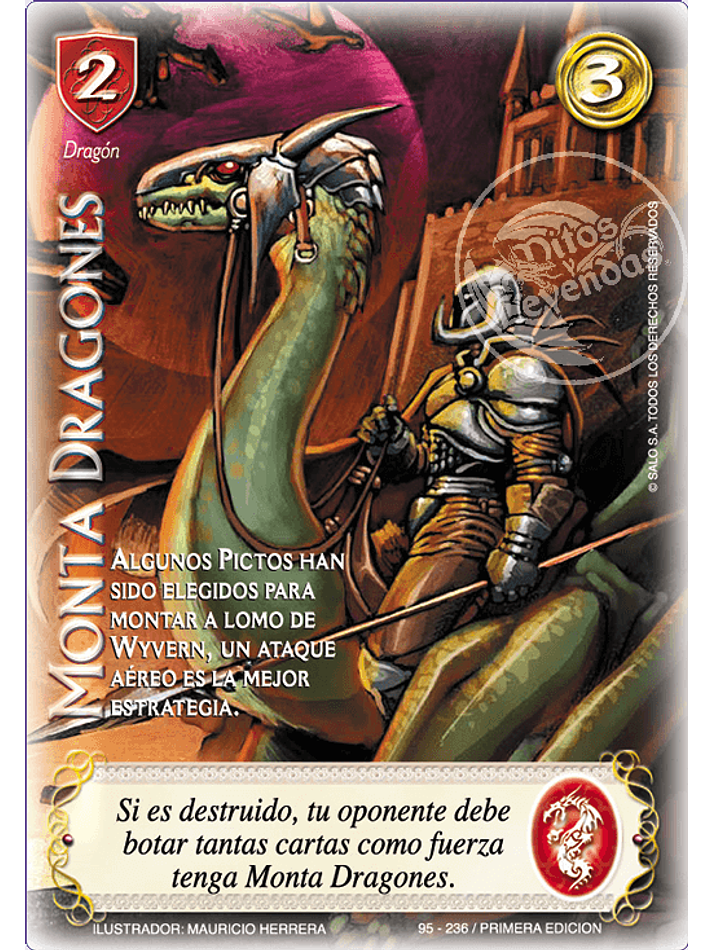 2
3
Dragón
MONTA DRAGONES
Mitos
y
Leyendas
© SALO S.A. TODOS LOS DERECHOS RESERVADOS
ALGUNOS PICTOS HAN
SIDO ELEGIDOS PARA
MONTAR A LOMO DE
WYVERN, UN ATAQUE
AÉREO ES LA MEJOR
ESTRATEGIA.
Si es destruido, tu oponente debe
botar tantas cartas como fuerza
tenga Monta Dragones.
ILUSTRADOR: MAURICIO HERRERA
95 - 236 / PRIMERA EDICION